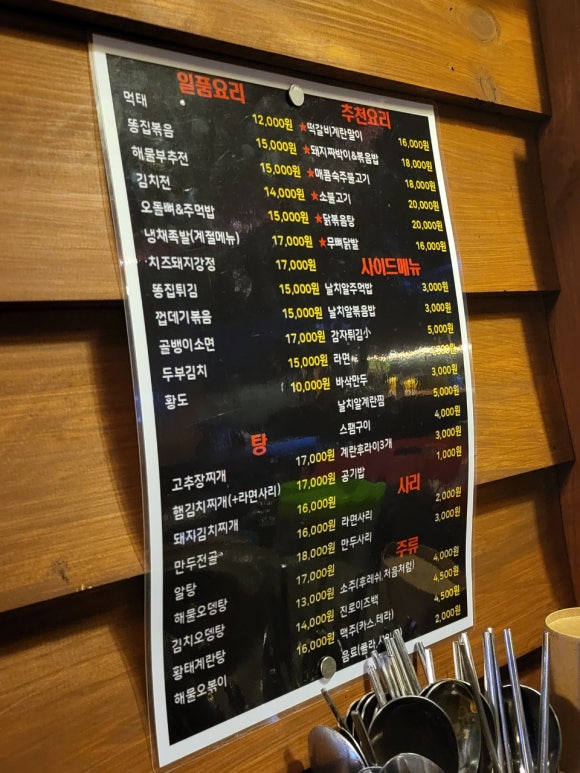 일품요리
먹태 12,000원
똥집볶음 15,000원
해물부추전 15,000원
김치전 14,000원
오돌뼈&주먹밥 15,000원
냉채족발(계절메뉴) 17,000원
치즈돼지강정 17,000원
똥집튀김 15,000원
껍데기볶음 15,000원
골뱅이소면 17,000원
두부김치 15,000원
황도 10,000원
탕
고추장찌개 17,000원
햄김치찌개(+라면사리) 17,000원
돼지김치찌개 16,000원
만두전골 16,000원
알탕 18,000원
해물오뎅탕 17,000원
김치오뎅탕 13,000원
황태계란탕 14,000원
해물오볶이 16,000원
추천요리
★떡갈비계란말이 16,000원
★돼지짜박이&볶음밥 18,000원
★매콤숙주불고기 18,000원
★소불고기 20,000원
★닭볶음탕 20,000원
★무뼈닭발 16,000원
사이드메뉴
날치알주먹밥 3,000원
날치알볶음밥 3,000원
감자튀김小 5,000원
라면
바삭만두 3,000원
날치알계란찜 5,000원
스팸구이 4,000원
계란후라이3개 3,000원
공기밥 1,000원
사리
라면사리 2,000원
만두사리 3,000원
주류
소주(후레쉬,처음처럼) 4,000원
진로이즈백 4,500원
맥주(카스,테라) 4,500원
음료(콜라, 2,000원